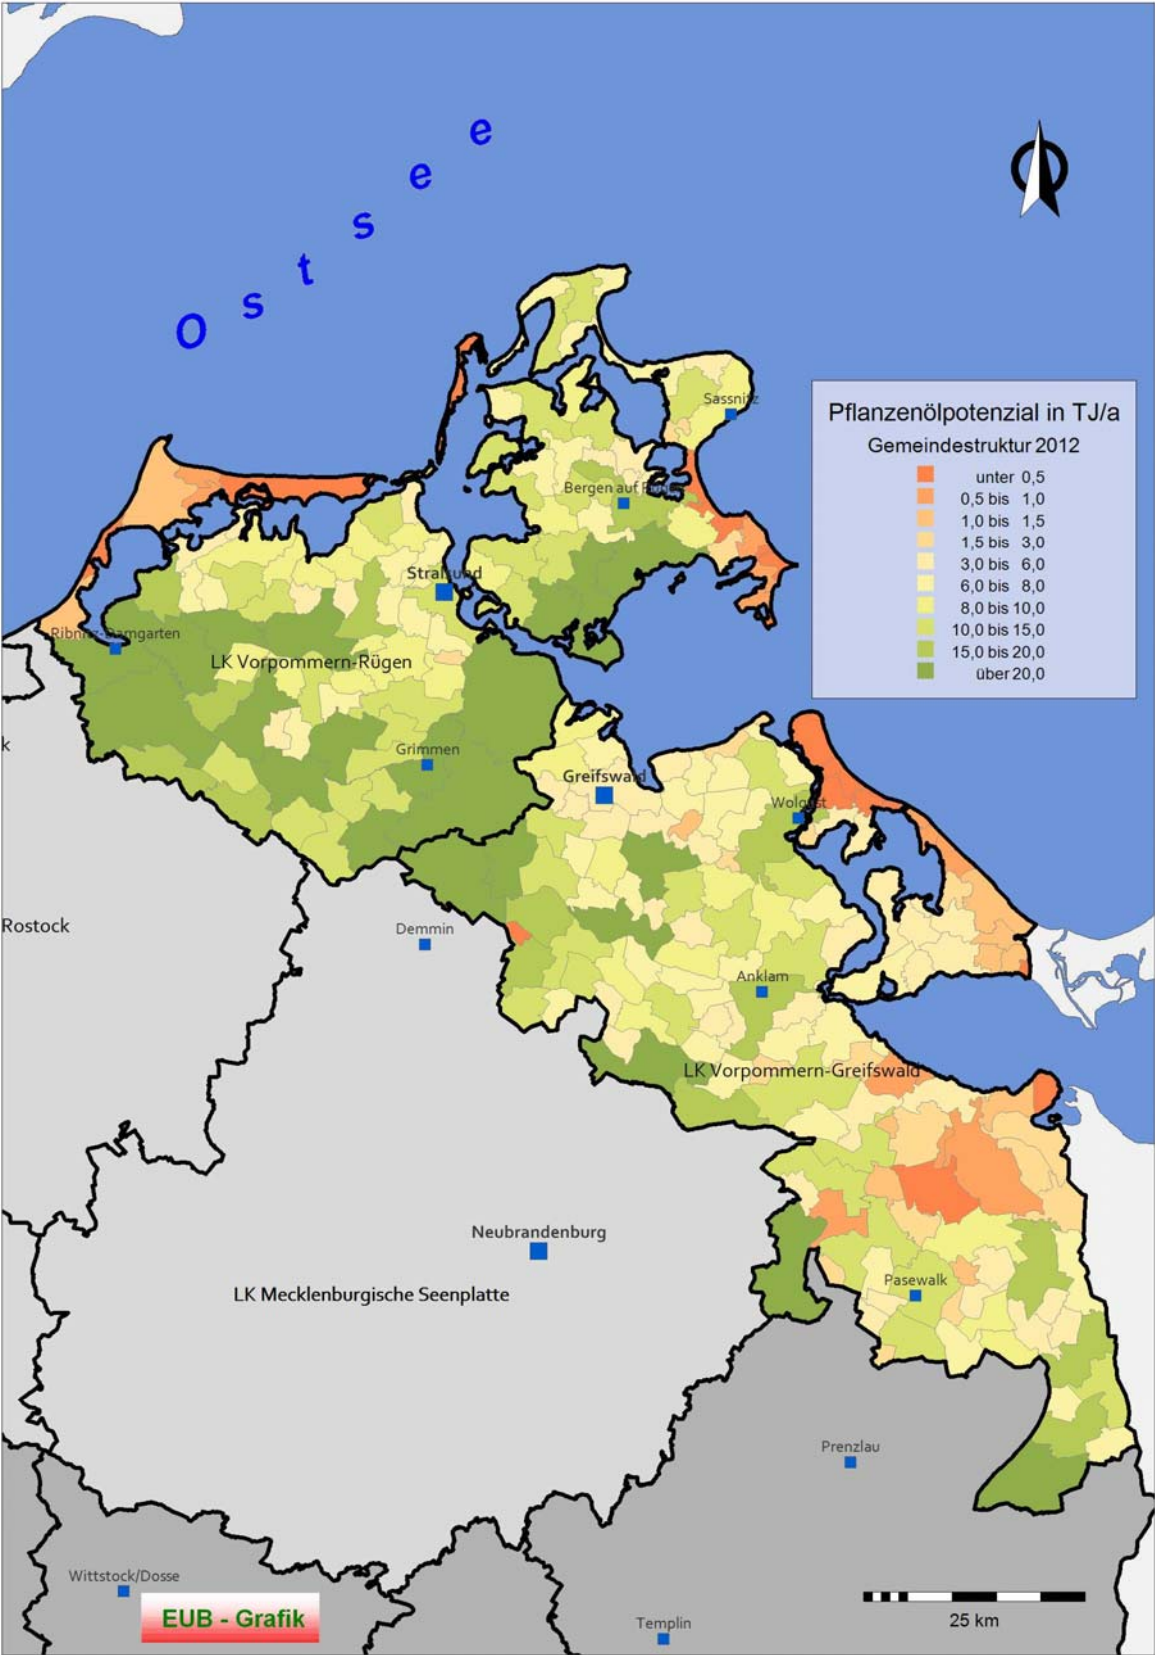 Ostsee
Pflanzenölpotenzial in TJ/a
Gemeindestruktur 2012
unter 0,5
0,5 bis 1,0
1,0 bis 1,5
1,5 bis 3,0
3,0 bis 6,0
6,0 bis 8,0
8,0 bis 10,0
10,0 bis 15,0
15,0 bis 20,0
über 20,0
Sassnitz
Bergen auf Rügen
Stralsund
Ribnitz-Damgarten
LK Vorpommern-Rügen
k
Grimmen
Greifswald
Wolgast
Rostock
Demmin
Anklam
LK Vorpommern-Greifswald
Neubrandenburg
LK Mecklenburgische Seenplatte
Pasewalk
Prenzlau
Wittstock/Dosse
EUB - Grafik
Templin
25 km